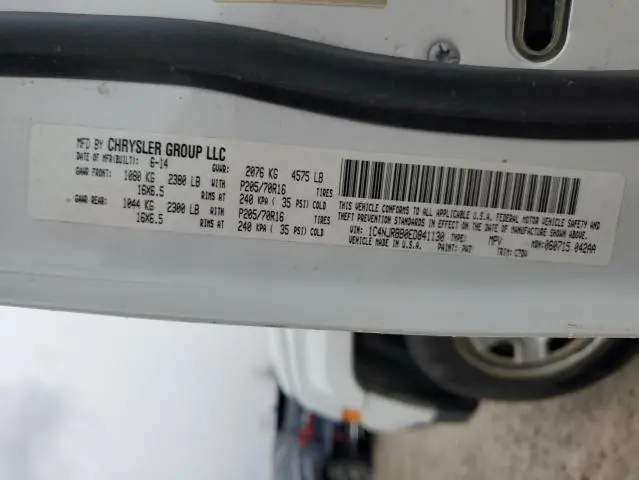 MFD BY CHRYSLER GROUP LLC
DATE OF MFR(BUILT): 6-14 GVWR: 2076 KG 4575 LB
GAWR FRONT: 1080 KG 2380 LB WITH P205/70R16 TIRES
16X6.5 RIMS AT 240 KPA ( 35 PSI) COLD
GAWR REAR: 1044 KG 2300 LB WITH P205/70R16 TIRES
16X6.5 RIMS AT 240 KPA ( 35 PSI) COLD
THIS VEHICLE CONFORMS TO ALL APPLICABLE U.S.A. FEDERAL MOTOR VEHICLE SAFETY AND
THEFT PREVENTION STANDARDS IN EFFECT ON THE DATE OF MANUFACTURE SHOWN ABOVE.
VIN: 1C4NJRBB0ED841130 TYPE: MPV MDH: 060715 042AA
VEHICLE MADE IN U.S.A. PAINT: PW7 TRIM: